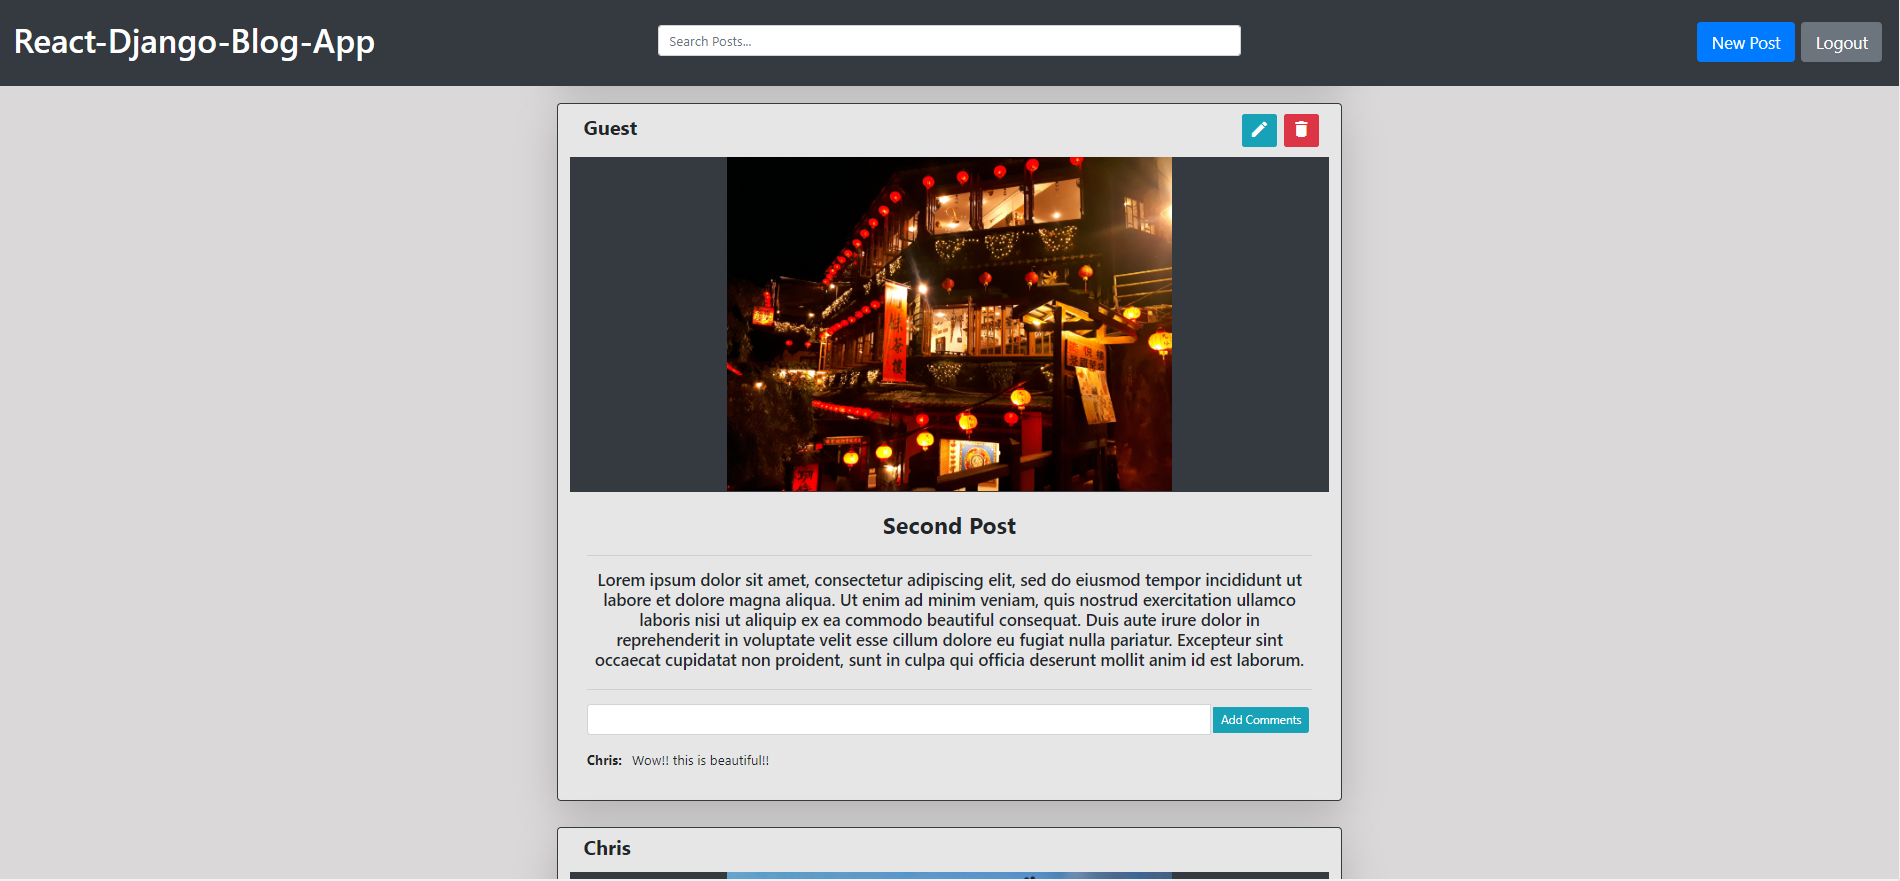 React-Django-Blog-App
Search Posts...
New Post
Logout
Guest
茶
樓
Second Post
Lorem ipsum dolor sit amet, consectetur adipiscing elit, sed do eiusmod tempor incididunt ut
labore et dolore magna aliqua. Ut enim ad minim veniam, quis nostrud exercitation ullamco
laboris nisi ut aliquip ex ea commodo beautiful consequat. Duis aute irure dolor in
reprehenderit in voluptate velit esse cillum dolore eu fugiat nulla pariatur. Excepteur sint
occaecat cupidatat non proident, sunt in culpa qui officia deserunt mollit anim id est laborum.
Add Comments
Chris: Wow!! this is beautiful!!
Chris